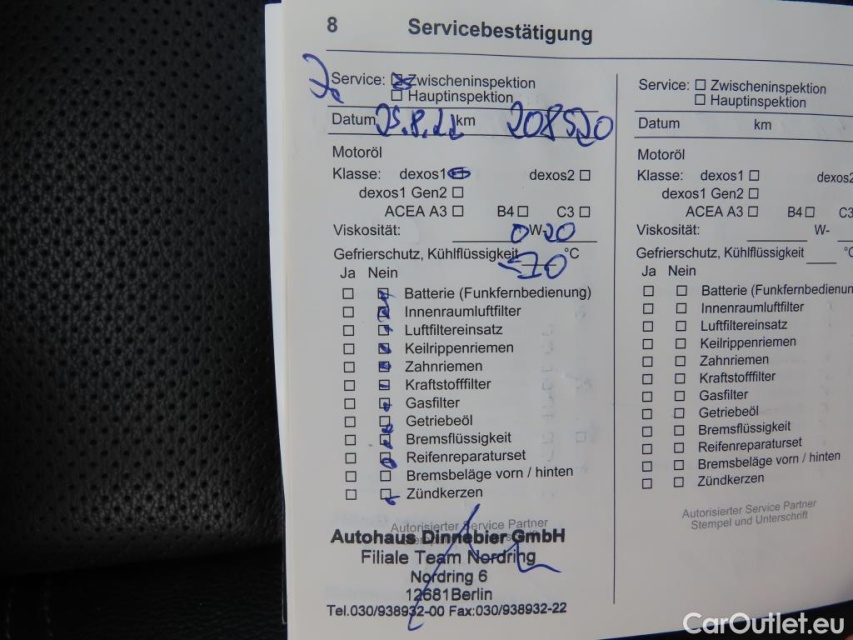 8 Servicebestätigung
Service: ☒ Zwischeninspektion
☐ Hauptinspektion
Datum 25.8.22 km 208520
Motoröl
Klasse: dexos1 ☒ dexos2 ☐
dexos1 Gen2 ☐
ACEA A3 ☐ B4 ☐ C3 ☐
Viskosität: 0 W-20
Gefrierschutz, Kühlflüssigkeit °C
Ja Nein
Batterie (Funkfernbedienung)
Innenraumluftfilter
Luftfiltereinsatz
Keilrippenriemen
Zahnriemen
Kraftstofffilter
Gasfilter
Getriebeöl
Bremsflüssigkeit
Reifenreparaturset
Bremsbeläge vorn / hinten
Zündkerzen
Autorisierter Service Partner
Autohaus Dinnebier GmbH
Filiale Team Nordring
Nordring 6
12681Berlin
Tel.030/938932-00 Fax:030/938932-22
Service: ☐ Zwischeninspektion
☐ Hauptinspektion
Datum km
Motoröl
Klasse: dexos1 ☐ dexos2
dexos1 Gen2 ☐
ACEA A3 ☐ B4 ☐ C3
Viskosität: W-
Gefrierschutz, Kühlflüssigkeit °C
Ja Nein
Batterie (Funkfernbedienun
Innenraumluftfilter
Luftfiltereinsatz
Keilrippenriemen
Zahnriemen
Kraftstofffilter
Gasfilter
Getriebeöl
Bremsflüssigkeit
Reifenreparaturset
Bremsbeläge vorn / hinten
Zündkerzen
Autorisierter Service Partner
Stempel und Unterschrift
CarOutlet.eu